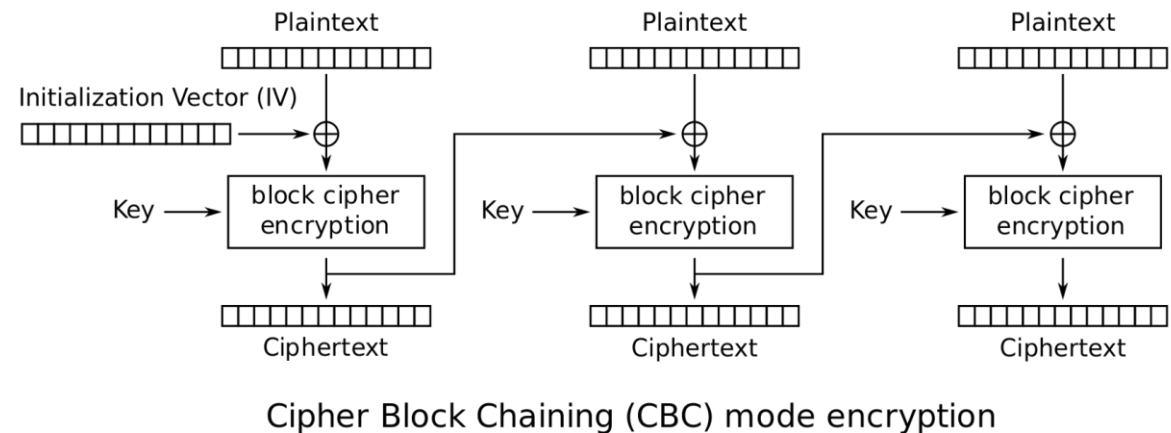 Plaintext
Plaintext
Plaintext
Initialization Vector (IV)
Key
block cipher
encryption
Key
block cipher
encryption
Key
block cipher
encryption
Ciphertext
Ciphertext
Ciphertext
Cipher Block Chaining (CBC) mode encryption